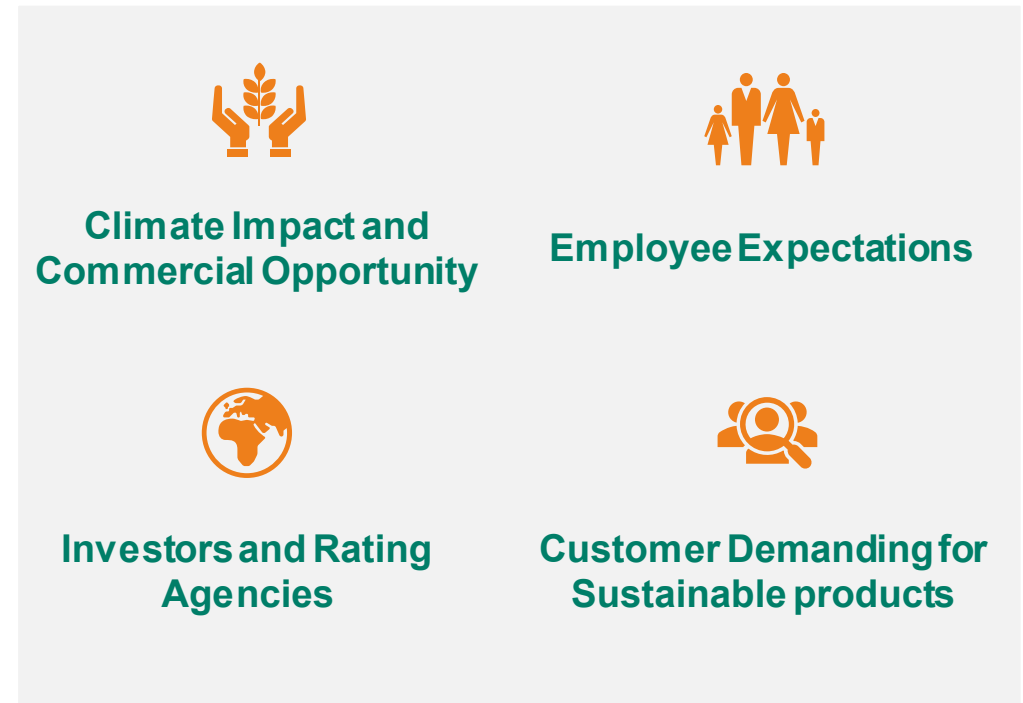 Climate Impact and
Commercial Opportunity
Employee Expectations
Investors and Rating
Agencies
Customer Demanding for
Sustainable products